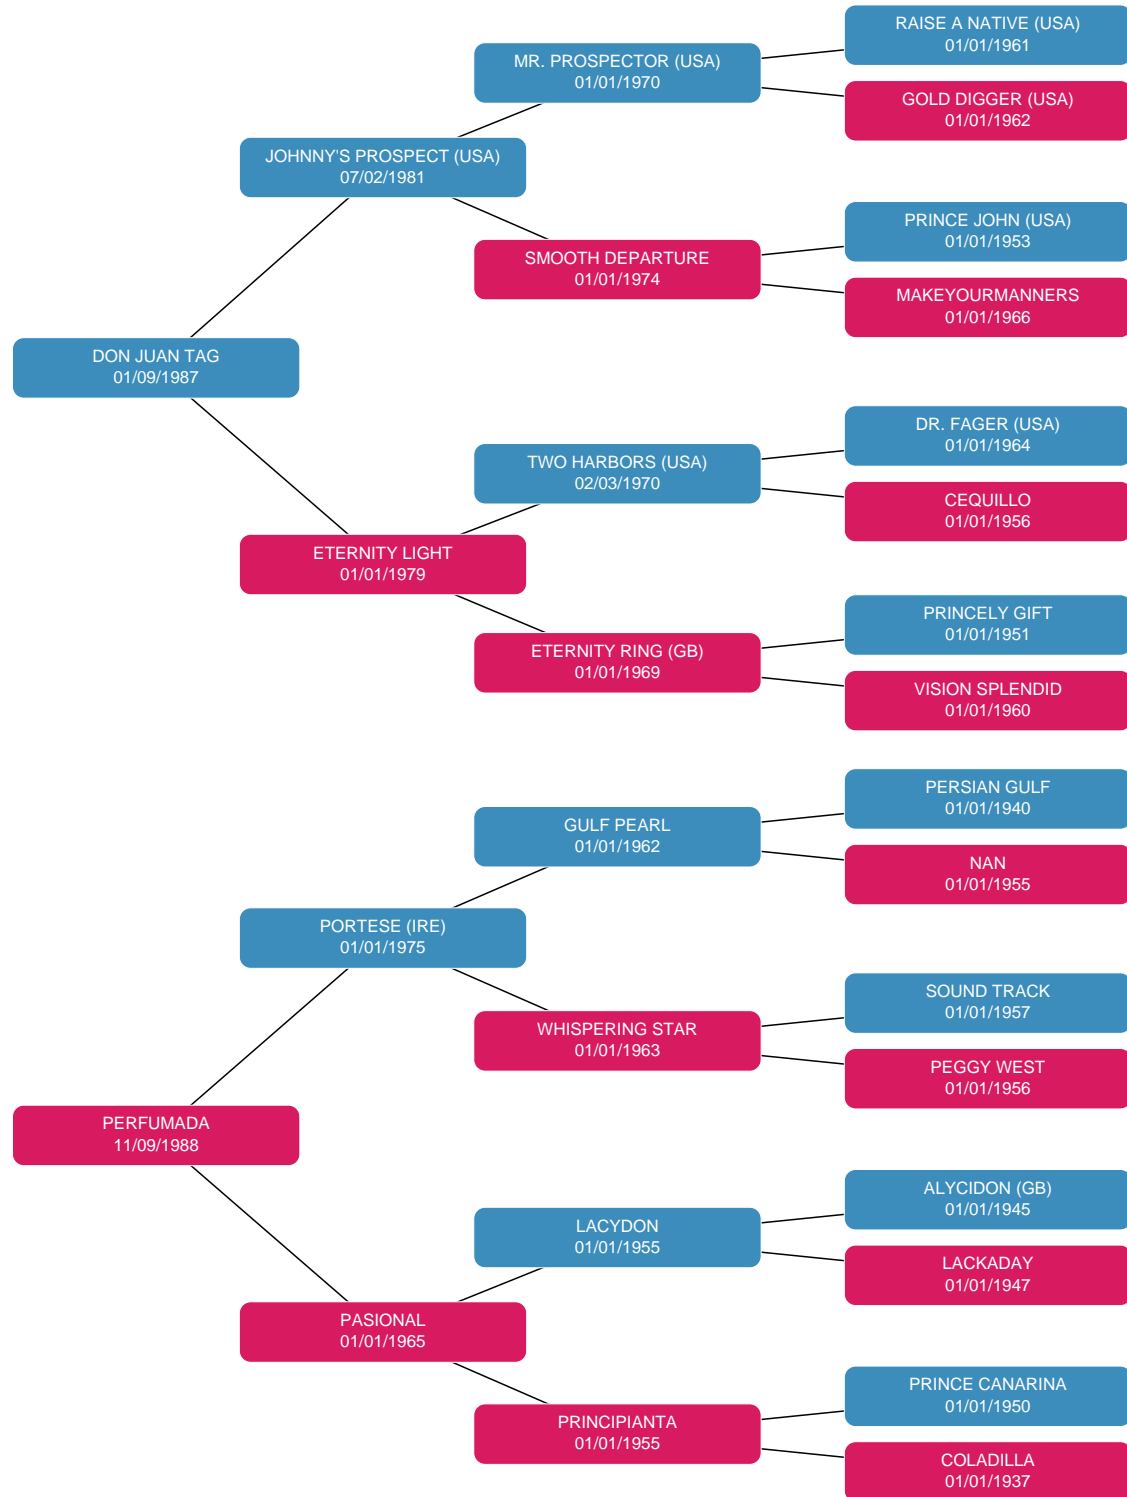 RAISE A NATIVE (USA)
01/01/1961
MR. PROSPECTOR (USA)
01/01/1970
GOLD DIGGER (USA)
01/01/1962
JOHNNY'S PROSPECT (USA)
07/02/1981
PRINCE JOHN (USA)
01/01/1953
SMOOTH DEPARTURE
01/01/1974
MAKEYOURMANNERS
01/01/1966
DON JUAN TAG
01/09/1987
DR. FAGER (USA)
01/01/1964
TWO HARBORS (USA)
02/03/1970
CEQUILLO
01/01/1956
ETERNITY LIGHT
01/01/1979
PRINCELY GIFT
01/01/1951
ETERNITY RING (GB)
01/01/1969
VISION SPLENDID
01/01/1960
PERSIAN GULF
01/01/1940
GULF PEARL
01/01/1962
NAN
01/01/1955
PORTESE (IRE)
01/01/1975
SOUND TRACK
01/01/1957
WHISPERING STAR
01/01/1963
PEGGY WEST
01/01/1956
PERFUMADA
11/09/1988
ALYCIDON (GB)
01/01/1945
LACYDON
01/01/1955
LACKADAY
01/01/1947
PASIONAL
01/01/1965
PRINCE CANARINA
01/01/1950
PRINCIPIANTA
01/01/1955
COLADILLA
01/01/1937